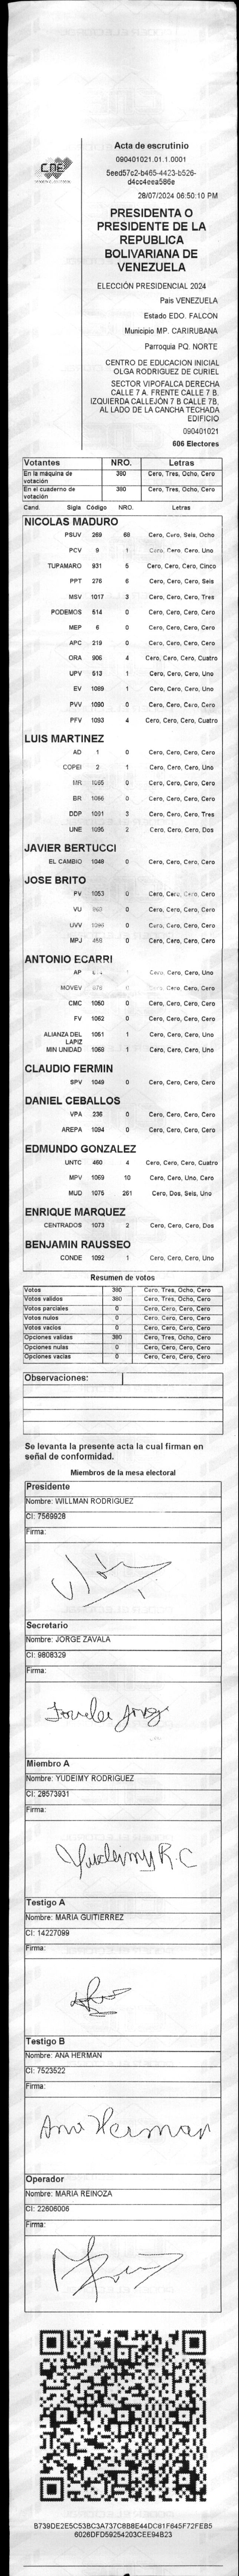 CNE
Acta de escrutinio
090401021.01.1.0001
5eed57c2-b465-4423-b526-
d4cc4eea586e
28/07/2024 06:50:10 PM
PRESIDENTA O
PRESIDENTE DE LA
REPUBLICA
BOLIVARIANA DE
VENEZUELA
ELECCIÓN PRESIDENCIAL 2024
Pais VENEZUELA
Estado EDO. FALCON
Municipio MP. CARIRUBANA
Parroquia PQ. NORTE
CENTRO DE EDUCACION INICIAL
OLGA RODRIGUEZ DE CURIEL
SECTOR VIPOFALCA DERECHA
CALLE 7 A. FRENTE CALLE 7 B.
IZQUIERDA CALLEJÓN 7 B CALLE 7B,
AL LADO DE LA CANCHA TECHADA
EDIFICIO
090401021
606 Electores
Votantes NRO. Letras
En la máquina de votación 380 Cero, Tres, Ocho, Cero
En el cuaderno de votación 380 Cero, Tres, Ocho, Cero
Cand. Sigla Código NRO. Letras
NICOLAS MADURO
PSUV 269 68 Cero, Cero, Seis, Ocho
PCV 9 1 Cero, Cero, Cero, Uno
TUPAMARO 931 5 Cero, Cero, Cero, Cinco
PPT 276 6 Cero, Cero, Cero, Seis
MSV 1017 3 Cero, Cero, Cero, Tres
PODEMOS 514 0 Cero, Cero, Cero, Cero
MEP 6 0 Cero, Cero, Cero, Cero
APC 219 0 Cero, Cero, Cero, Cero
ORA 906 4 Cero, Cero, Cero, Cuatro
UPV 513 1 Cero, Cero, Cero, Uno
EV 1089 1 Cero, Cero, Cero, Uno
PVV 1090 0 Cero, Cero, Cero, Cero
PFV 1093 4 Cero, Cero, Cero, Cuatro
LUIS MARTINEZ
AD 1 0 Cero, Cero, Cero, Cero
COPEI 2 1 Cero, Cero, Cero, Uno
MR 1065 0 Cero, Cero, Cero, Cero
BR 1066 0 Cero, Cero, Cero, Cero
DDP 1091 3 Cero, Cero, Cero, Tres
UNE 1095 2 Cero, Cero, Cero, Dos
JAVIER BERTUCCI
EL CAMBIO 1048 0 Cero, Cero, Cero, Cero
JOSE BRITO
PV 1053 0 Cero, Cero, Cero, Cero
VU 0 Cero, Cero, Cero, Cero
UVV 0 Cero, Cero, Cero, Cero
MPJ 0 Cero, Cero, Cero, Cero
ANTONIO ECARRI
AP Cero, Cero, Cero, Uno
MOVEV Cero, Cero, Cero, Cero
CMC 1050 0 Cero, Cero, Cero, Cero
FV 1062 0 Cero, Cero, Cero, Cero
ALIANZA DEL LAPIZ 1051 1 Cero, Cero, Cero, Uno
MIN UNIDAD 1068 1 Cero, Cero, Cero, Uno
CLAUDIO FERMIN
SPV 1049 0 Cero, Cero, Cero, Cero
DANIEL CEBALLOS
VPA 236 0 Cero, Cero, Cero, Cero
AREPA 1094 0 Cero, Cero, Cero, Cero
EDMUNDO GONZALEZ
UNTC 460 4 Cero, Cero, Cero, Cuatro
MPV 1069 10 Cero, Cero, Uno, Cero
MUD 1075 261 Cero, Dos, Seis, Uno
ENRIQUE MARQUEZ
CENTRADOS 1073 2 Cero, Cero, Cero, Dos
BENJAMIN RAUSSEO
CONDE 1092 1 Cero, Cero, Cero, Uno
Resumen de votos
Votos 380 Cero, Tres, Ocho, Cero
Votos validos 380 Cero, Tres, Ocho, Cero
Votos parciales 0 Cero, Cero, Cero, Cero
Votos nulos 0 Cero, Cero, Cero, Cero
Votos vacios 0 Cero, Cero, Cero, Cero
Opciones validas 380 Cero, Tres, Ocho, Cero
Opciones nulas 0 Cero, Cero, Cero, Cero
Opciones vacias 0 Cero, Cero, Cero, Cero
Observaciones:
Se levanta la presente acta la cual firman en
señal de conformidad.
Miembros de la mesa electoral
Presidente
Nombre: WILLMAN RODRIGUEZ
CI: 7569928
Firma:
Secretario
Nombre: JORGE ZAVALA
CI: 9808329
Firma:
Miembro A
Nombre: YUDEIMY RODRIGUEZ
CI: 28573931
Firma:
Yudeimy R.C
Testigo A
Nombre: MARIA GUITIERREZ
CI: 14227099
Firma:
Testigo B
Nombre: ANA HERMAN
CI: 7523522
Firma:
Ana Herman
Operador
Nombre: MARIA REINOZA
CI: 22606006
Firma:
B739DE2E5C53BC3A737C8B8E44DC81F645F72FEB5
6026DFD59254203CEE94B23